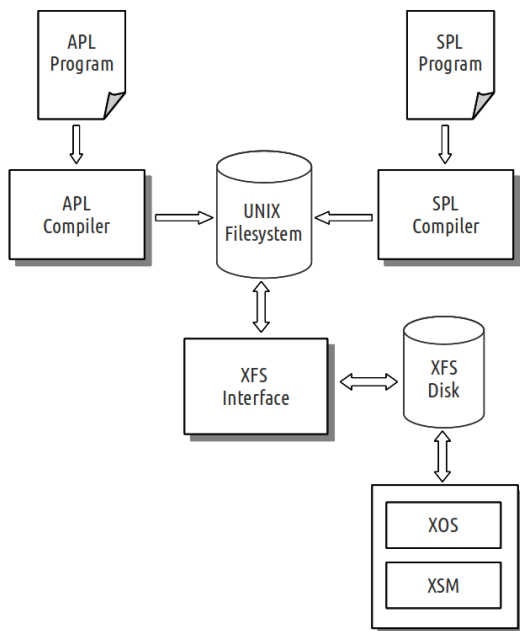 APL
Program
SPL
Program
APL
Compiler
UNIX
Filesystem
SPL
Compiler
XFS
Interface
XFS
Disk
XOS
XSM